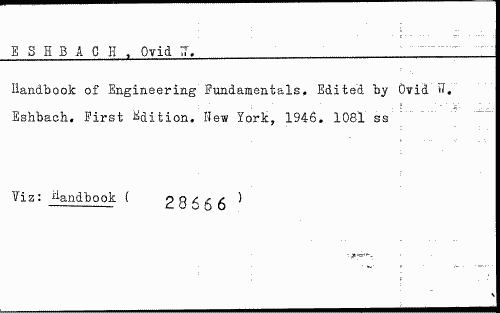 E S H B A C H , Ovid W.
Handbook of Engineering Fundamentals. Edited by Ovid W.
Eshbach. First Edition. New York, 1946. 1081 ss
Viz: Handbook ( 28666 )